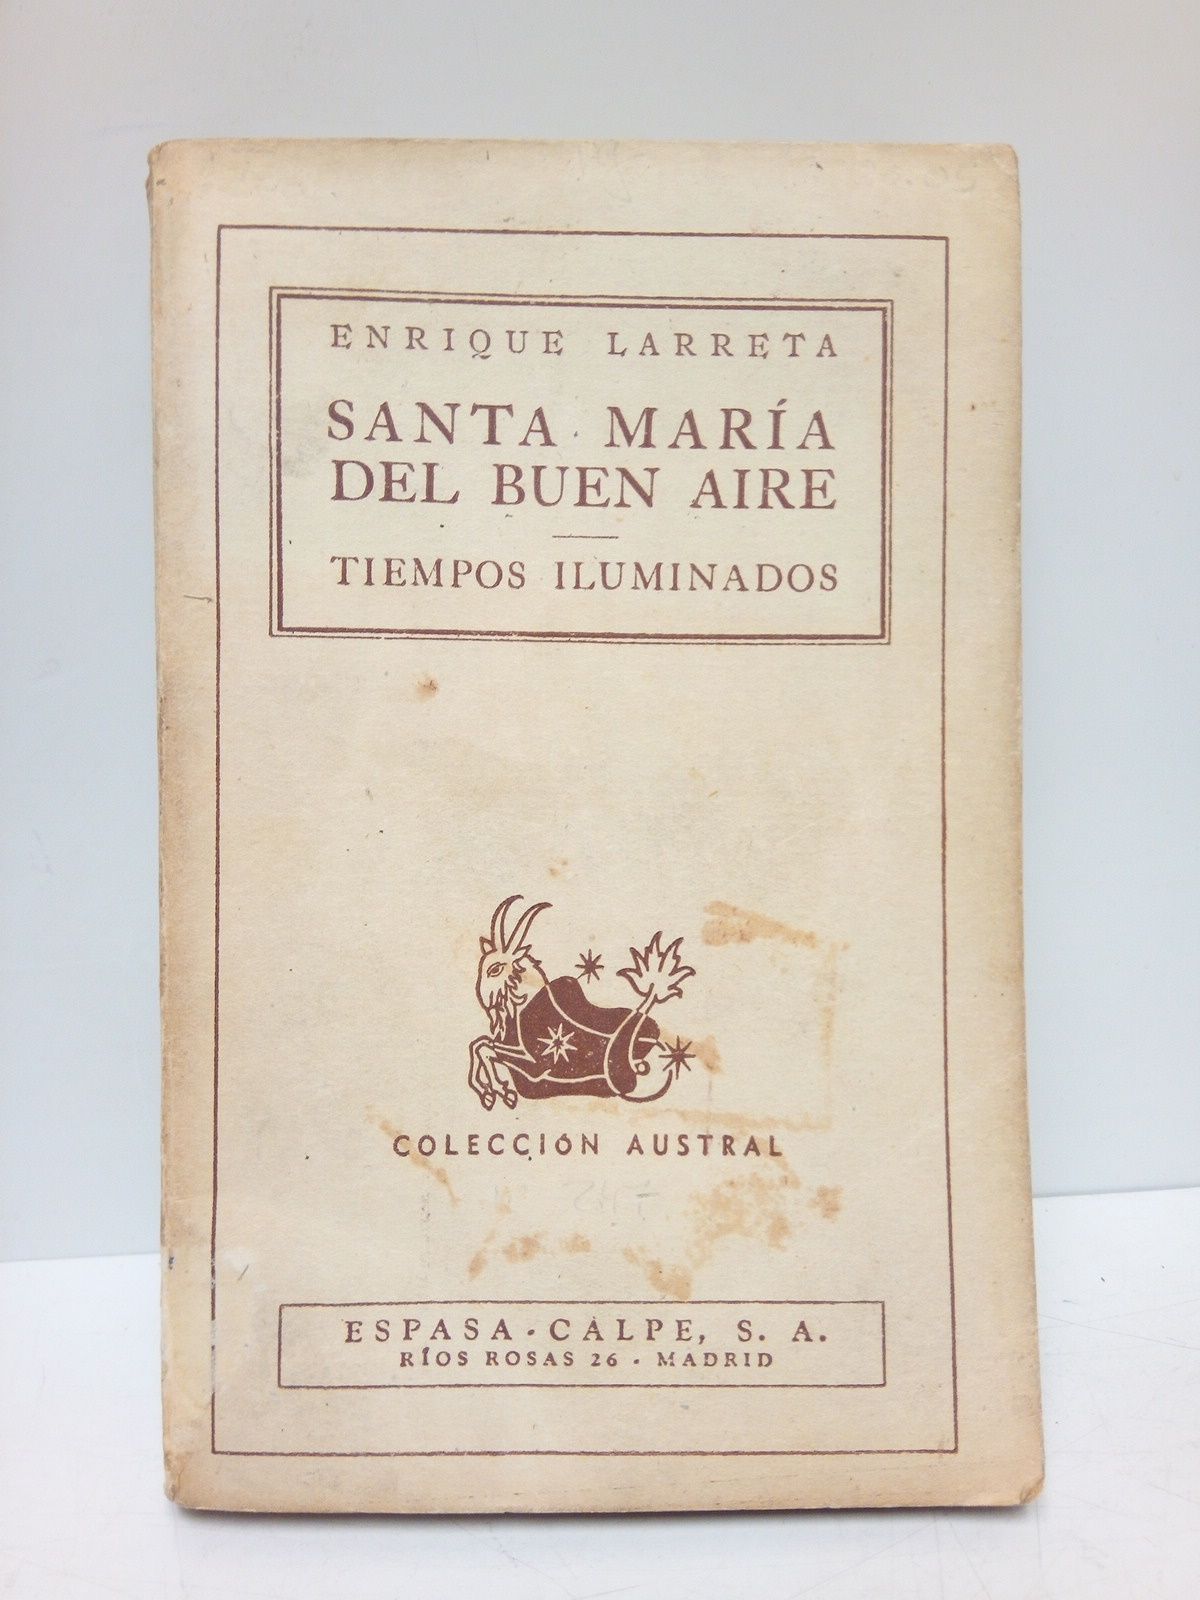 ENRIQUE LARRETA
SANTA MARÍA
DEL BUEN AIRE
TIEMPOS ILUMINADOS
COLECCIÓN AUSTRAL
ESPASA-CALPE, S. A.
RÍOS ROSAS 26 - MADRID